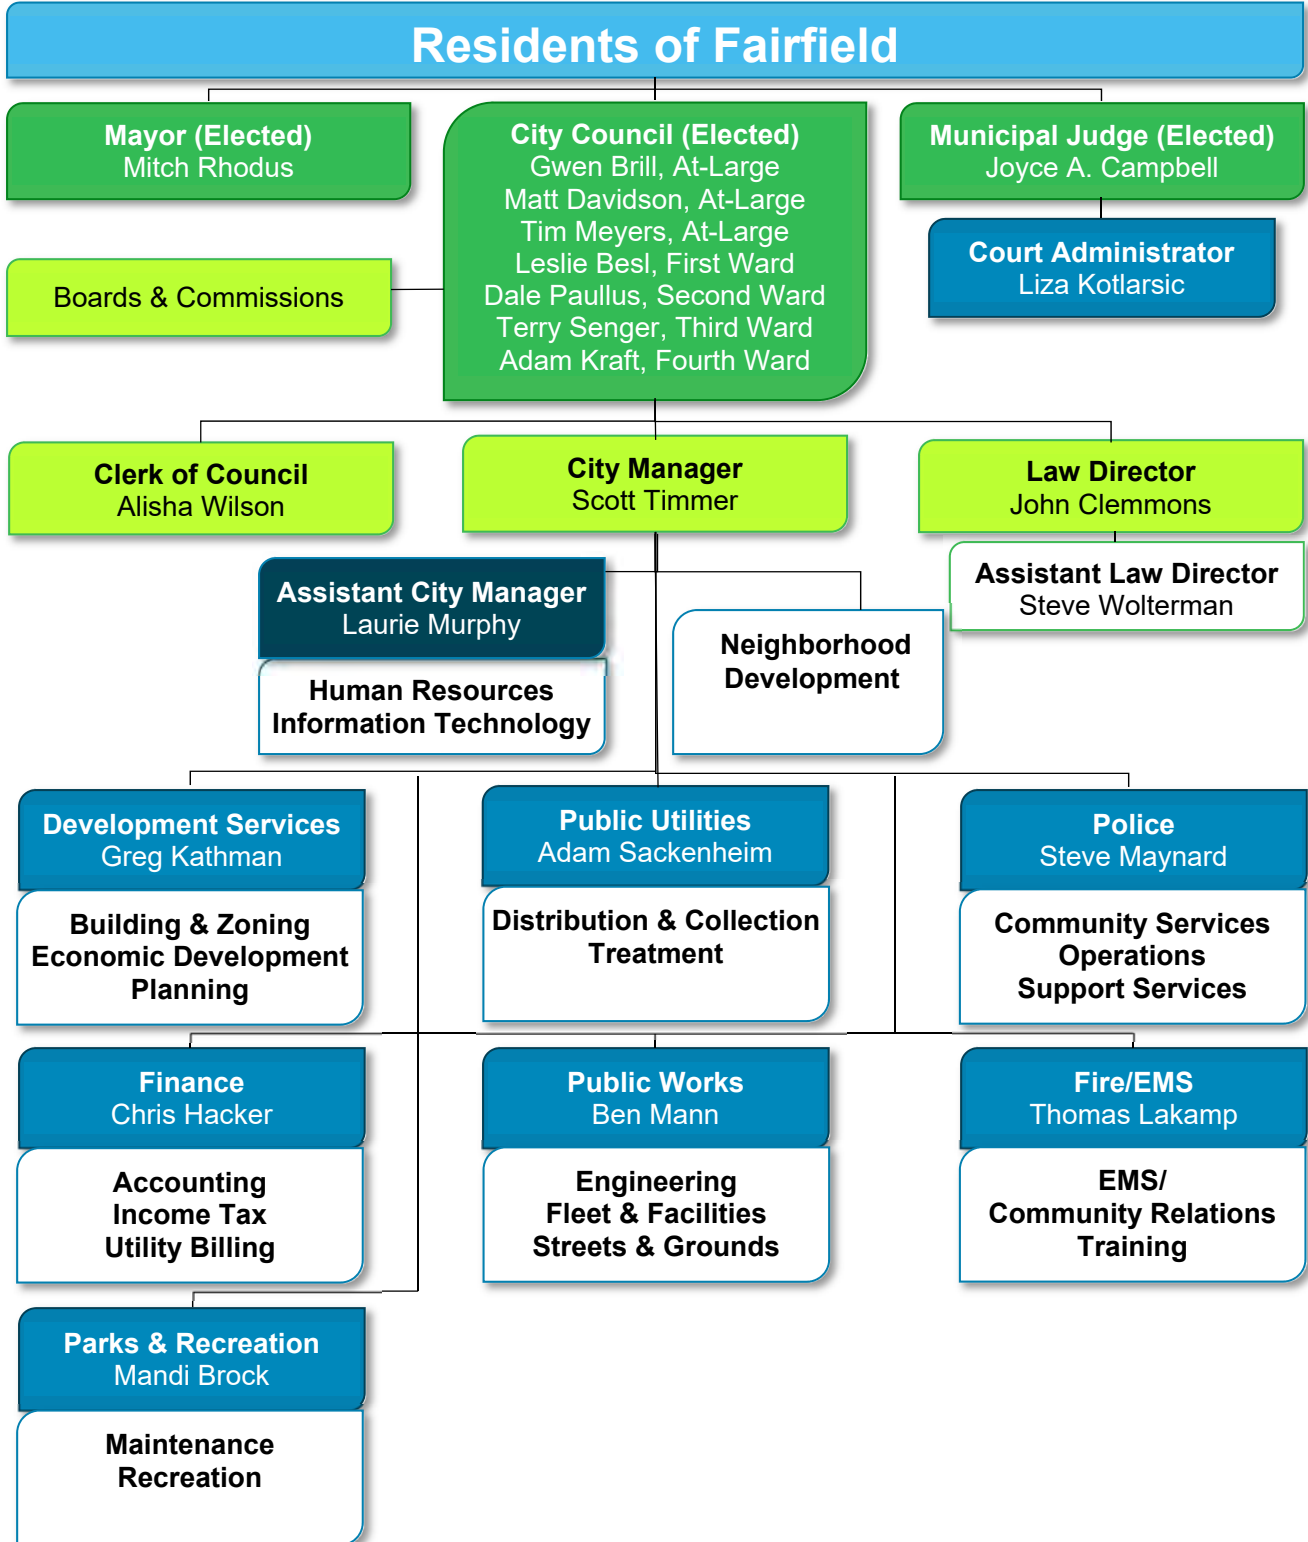 Residents of Fairfield
Mayor (Elected)
Mitch Rhodus
City Council (Elected)
Gwen Brill, At-Large
Matt Davidson, At-Large
Tim Meyers, At-Large
Leslie Besl, First Ward
Dale Paullus, Second Ward
Terry Senger, Third Ward
Adam Kraft, Fourth Ward
Municipal Judge (Elected)
Joyce A. Campbell
Court Administrator
Liza Kotlarsic
Boards & Commissions
Clerk of Council
Alisha Wilson
City Manager
Scott Timmer
Law Director
John Clemmons
Assistant Law Director
Steve Wolterman
Assistant City Manager
Laurie Murphy
Human Resources
Information Technology
Neighborhood
Development
Development Services
Greg Kathman
Building & Zoning
Economic Development
Planning
Public Utilities
Adam Sackenheim
Distribution & Collection
Treatment
Police
Steve Maynard
Community Services
Operations
Support Services
Finance
Chris Hacker
Accounting
Income Tax
Utility Billing
Public Works
Ben Mann
Engineering
Fleet & Facilities
Streets & Grounds
Fire/EMS
Thomas Lakamp
EMS/
Community Relations
Training
Parks & Recreation
Mandi Brock
Maintenance
Recreation